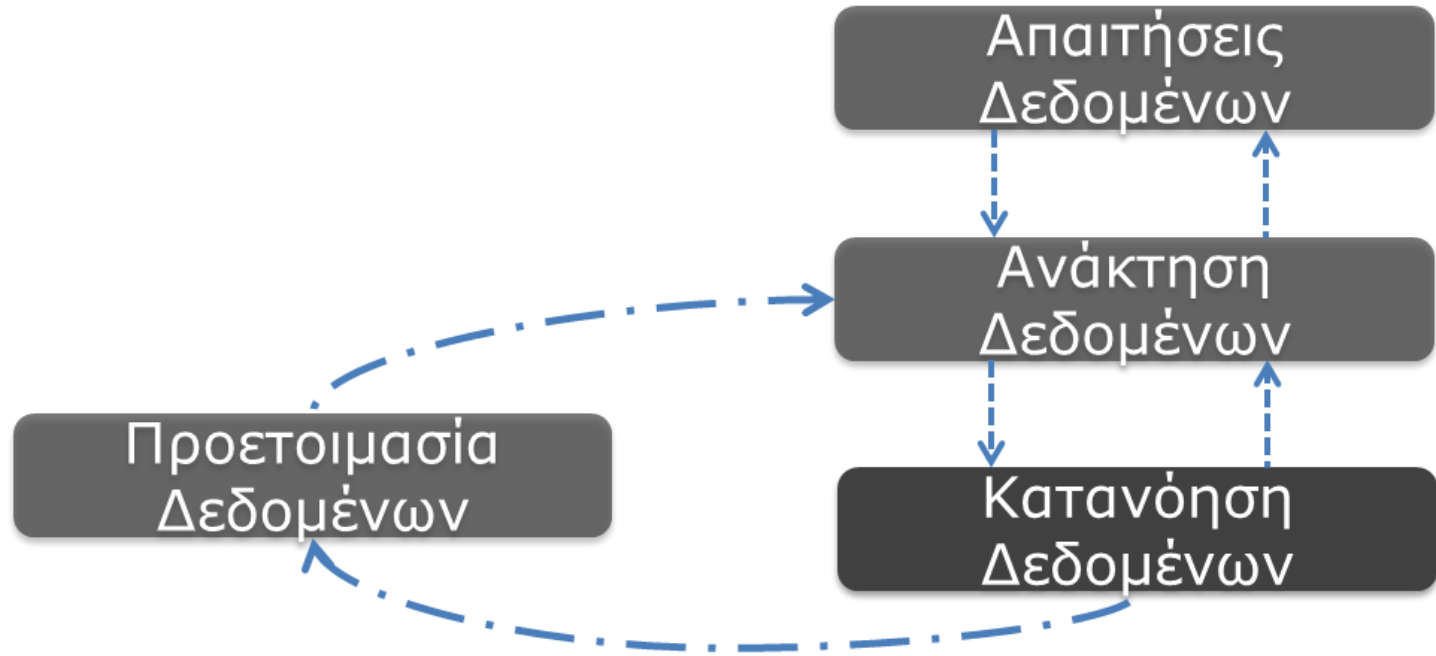 Απαιτήσεις
Δεδομένων
Ανάκτηση
Δεδομένων
Προετοιμασία
Δεδομένων
Κατανόηση
Δεδομένων